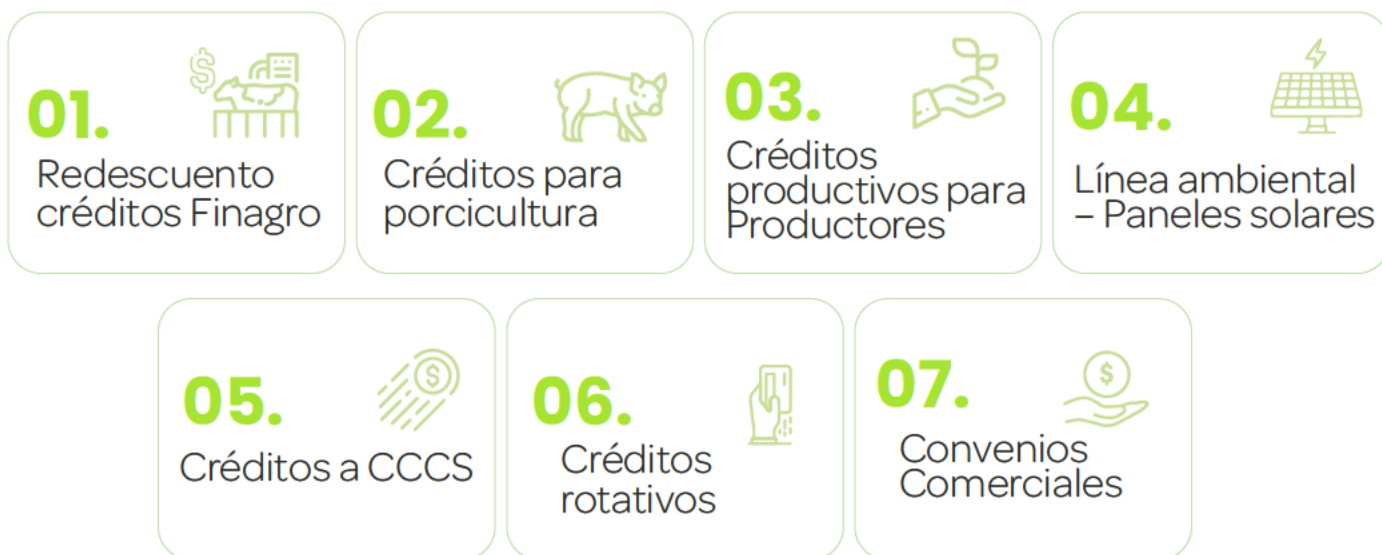 01.
Redescuento
créditos Finagro
02.
Créditos para
porcicultura
03.
Créditos
productivos para
Productores
04.
Línea ambiental
– Paneles solares
05.
Créditos a CCCS
06.
Créditos
rotativos
07.
Convenios
Comerciales